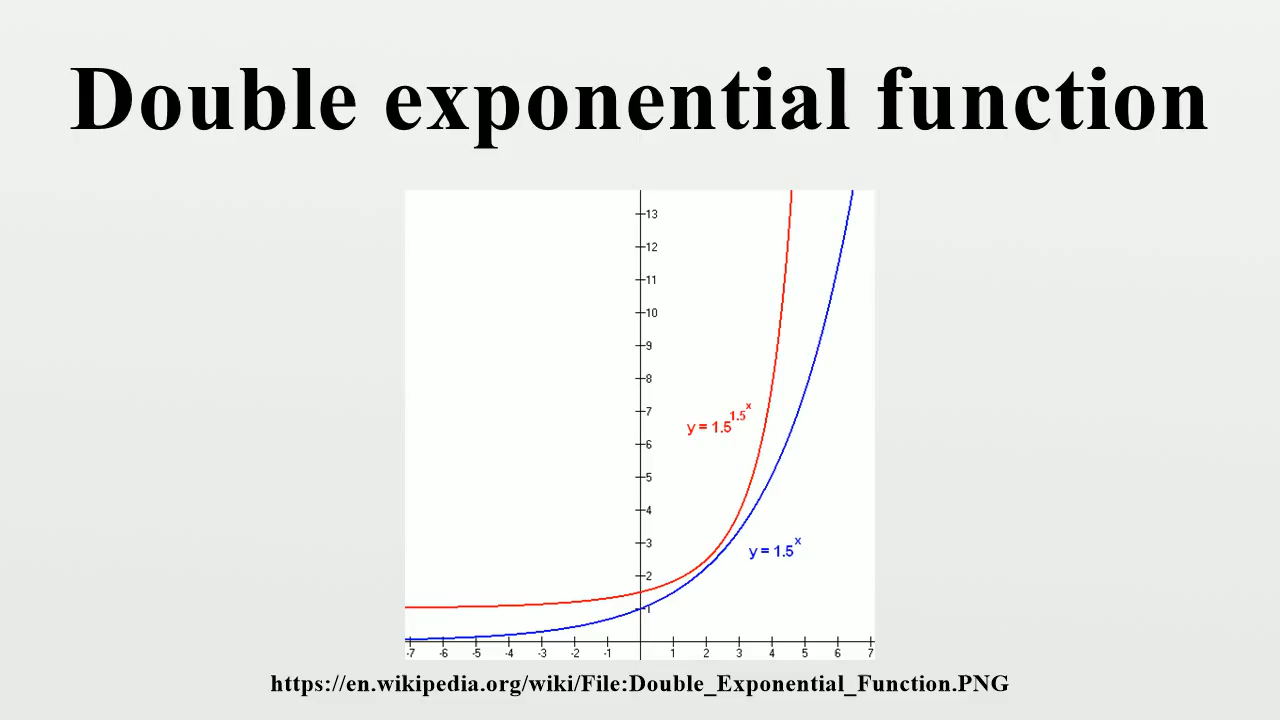 Double exponential function
13
12
11
10
9
8
7
6
5
4
3
2
1
y = 1.5^1.5^x
y = 1.5^x
-7 -6 -5 -4 -3 -2 -1 1 2 3 4 5 6 7
https://en.wikipedia.org/wiki/File:Double_Exponential_Function.PNG